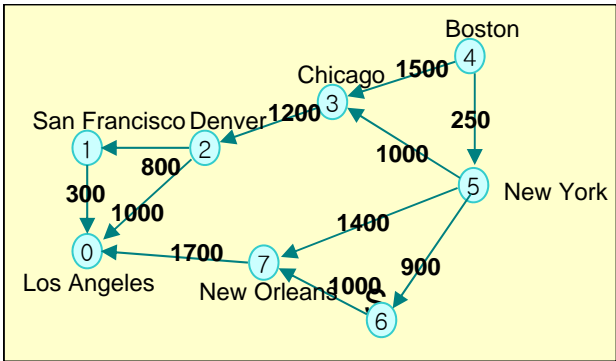 Boston
4
Chicago
1500
3
San Francisco
Denver
1200
250
1
2
800
1000
5
New York
300
1000
1400
0
1700
7
900
Los Angeles
New Orleans
1000
6